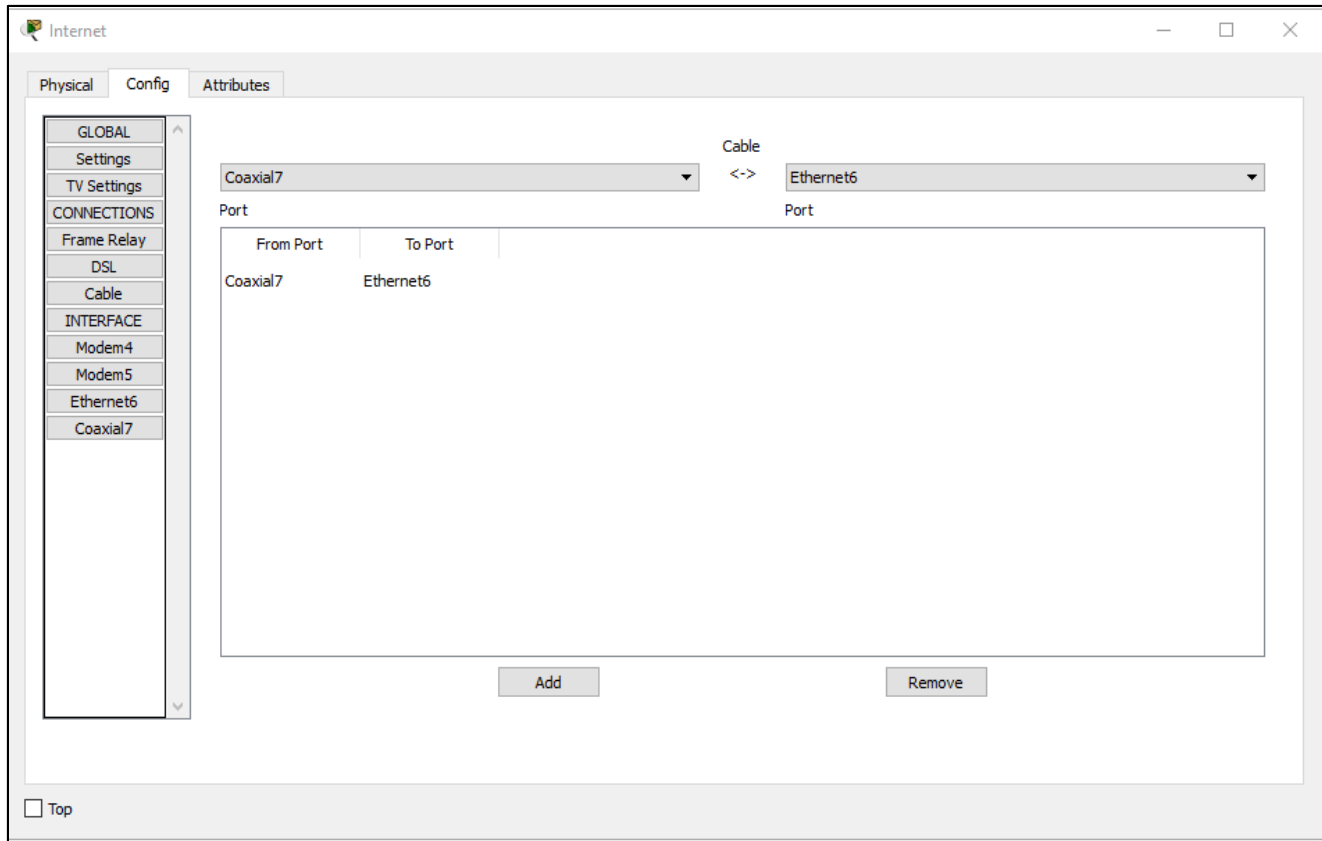 Internet
Physical Config Attributes
GLOBAL
Settings
TV Settings
CONNECTIONS
Frame Relay
DSL
Cable
INTERFACE
Modem4
Modem5
Ethernet6
Coaxial7
Cable
Coaxial7 <-> Ethernet6
Port Port
From Port To Port
Coaxial7 Ethernet6
Add Remove
Top